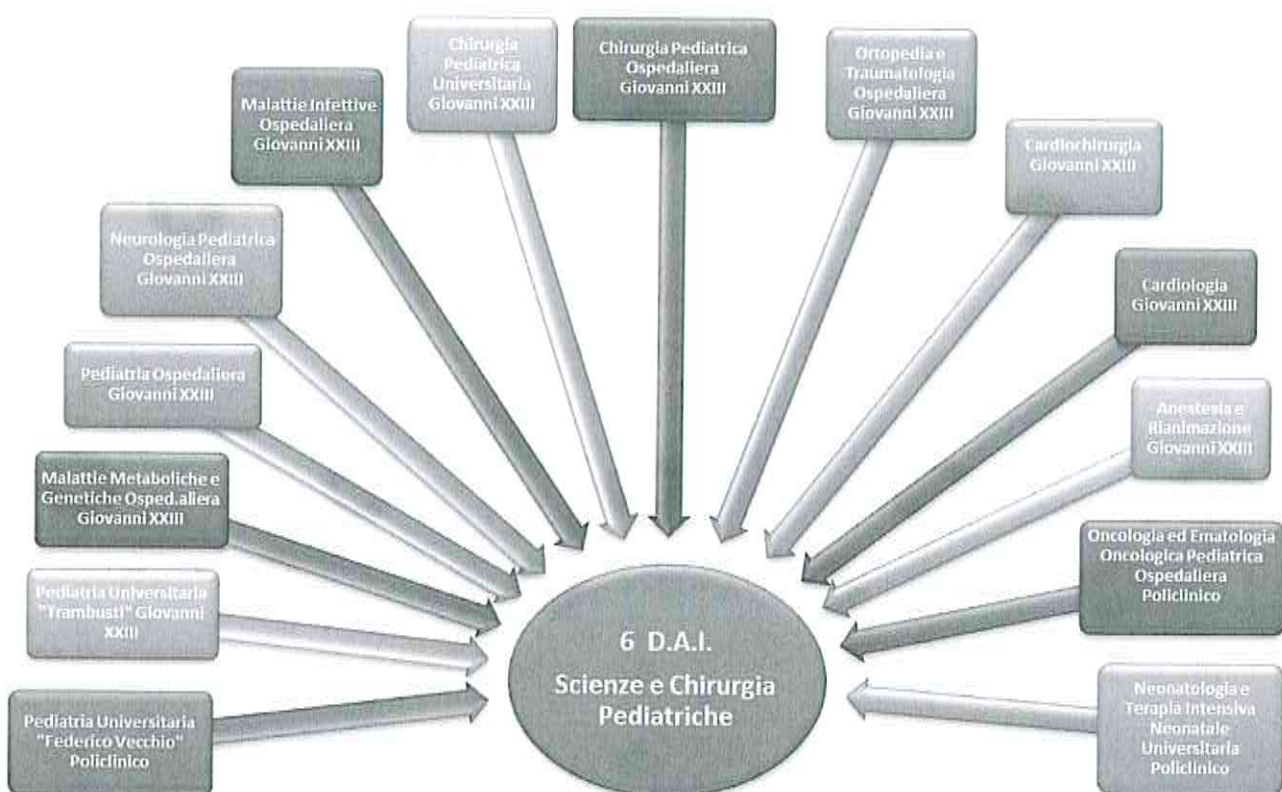 Chirurgia
Pediatrica
Universitaria
Giovanni XXIII
Chirurgia Pediatrica
Ospedaliera
Giovanni XXIII
Ortopedia e
Traumatologia
Ospedaliera
Giovanni XXIII
Malattie Infettive
Ospedaliera
Giovanni XXIII
Cardiochirurgia
Giovanni XXIII
Neurologia Pediatrica
Ospedaliera
Giovanni XXIII
Cardiologia
Giovanni XXIII
Pediatria Ospedaliera
Giovanni XXIII
Anestesia e
Rianimazione
Giovanni XXIII
Malattie Metaboliche e
Genetiche Osped.aliera
Giovanni XXIII
Oncologia ed Ematologia
Oncologica Pediatrica
Ospedaliera
Policlinico
Pediatria Universitaria
"Trambusti" Giovanni
XXIII
Neonatologia e
Terapia Intensiva
Neonatale
Universitaria
Policlinico
Pediatria Universitaria
"Federico Vecchio"
Policlinico
6 D.A.I.
Scienze e Chirurgia
Pediatriche